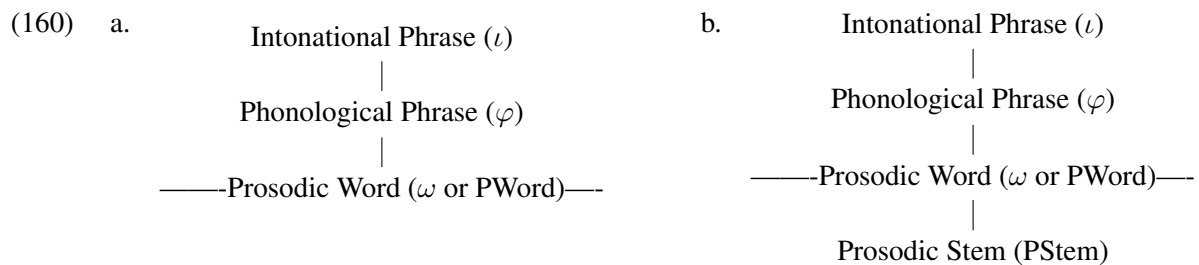 (160) a. Intonational Phrase (ι) b. Intonational Phrase (ι)
Phonological Phrase (φ) Phonological Phrase (φ)
——-Prosodic Word (ω or PWord)—- ——-Prosodic Word (ω or PWord)—-
Prosodic Stem (PStem)